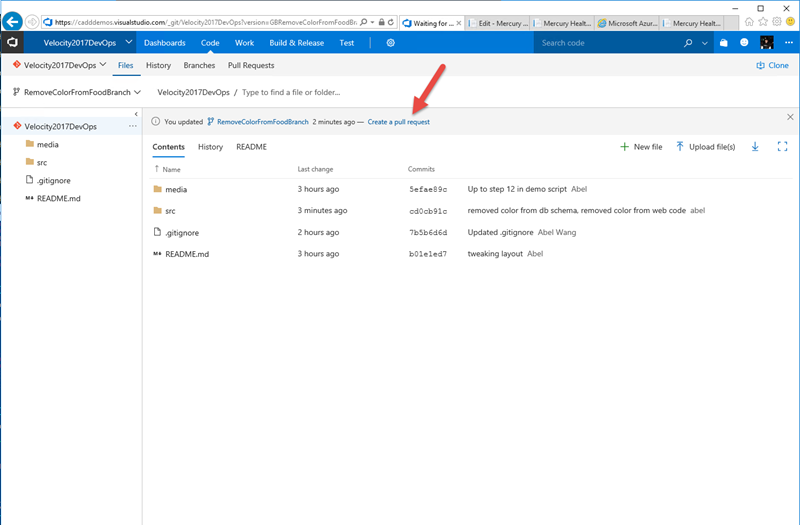 https://cadddemos.visualstudio.com/_git/Velocity2017DevOps?version=GBRemoveColorFromFoodBr
Waiting for ...
Edit - Mercury ...
Mercury Healt...
Microsoft Azur...
Mercury Healt...
Velocity2017DevOps
Dashboards
Code
Work
Build & Release
Test
Search code
Velocity2017DevOps
Files
History
Branches
Pull Requests
Clone
RemoveColorFromFoodBranch
Velocity2017DevOps / Type to find a file or folder...
Velocity2017DevOps
media
src
.gitignore
README.md
You updated RemoveColorFromFoodBranch 2 minutes ago — Create a pull request
Contents
History
README
New file
Upload file(s)
Name Last change Commits
media 3 hours ago 5efae89c Up to step 12 in demo script Abel
src 3 minutes ago cd0cb91c removed color from db schema, removed color from web code abel
.gitignore 2 hours ago 7b5b6d6d Updated .gitignore Abel Wang
README.md 3 hours ago b01e1ed7 tweaking layout Abel